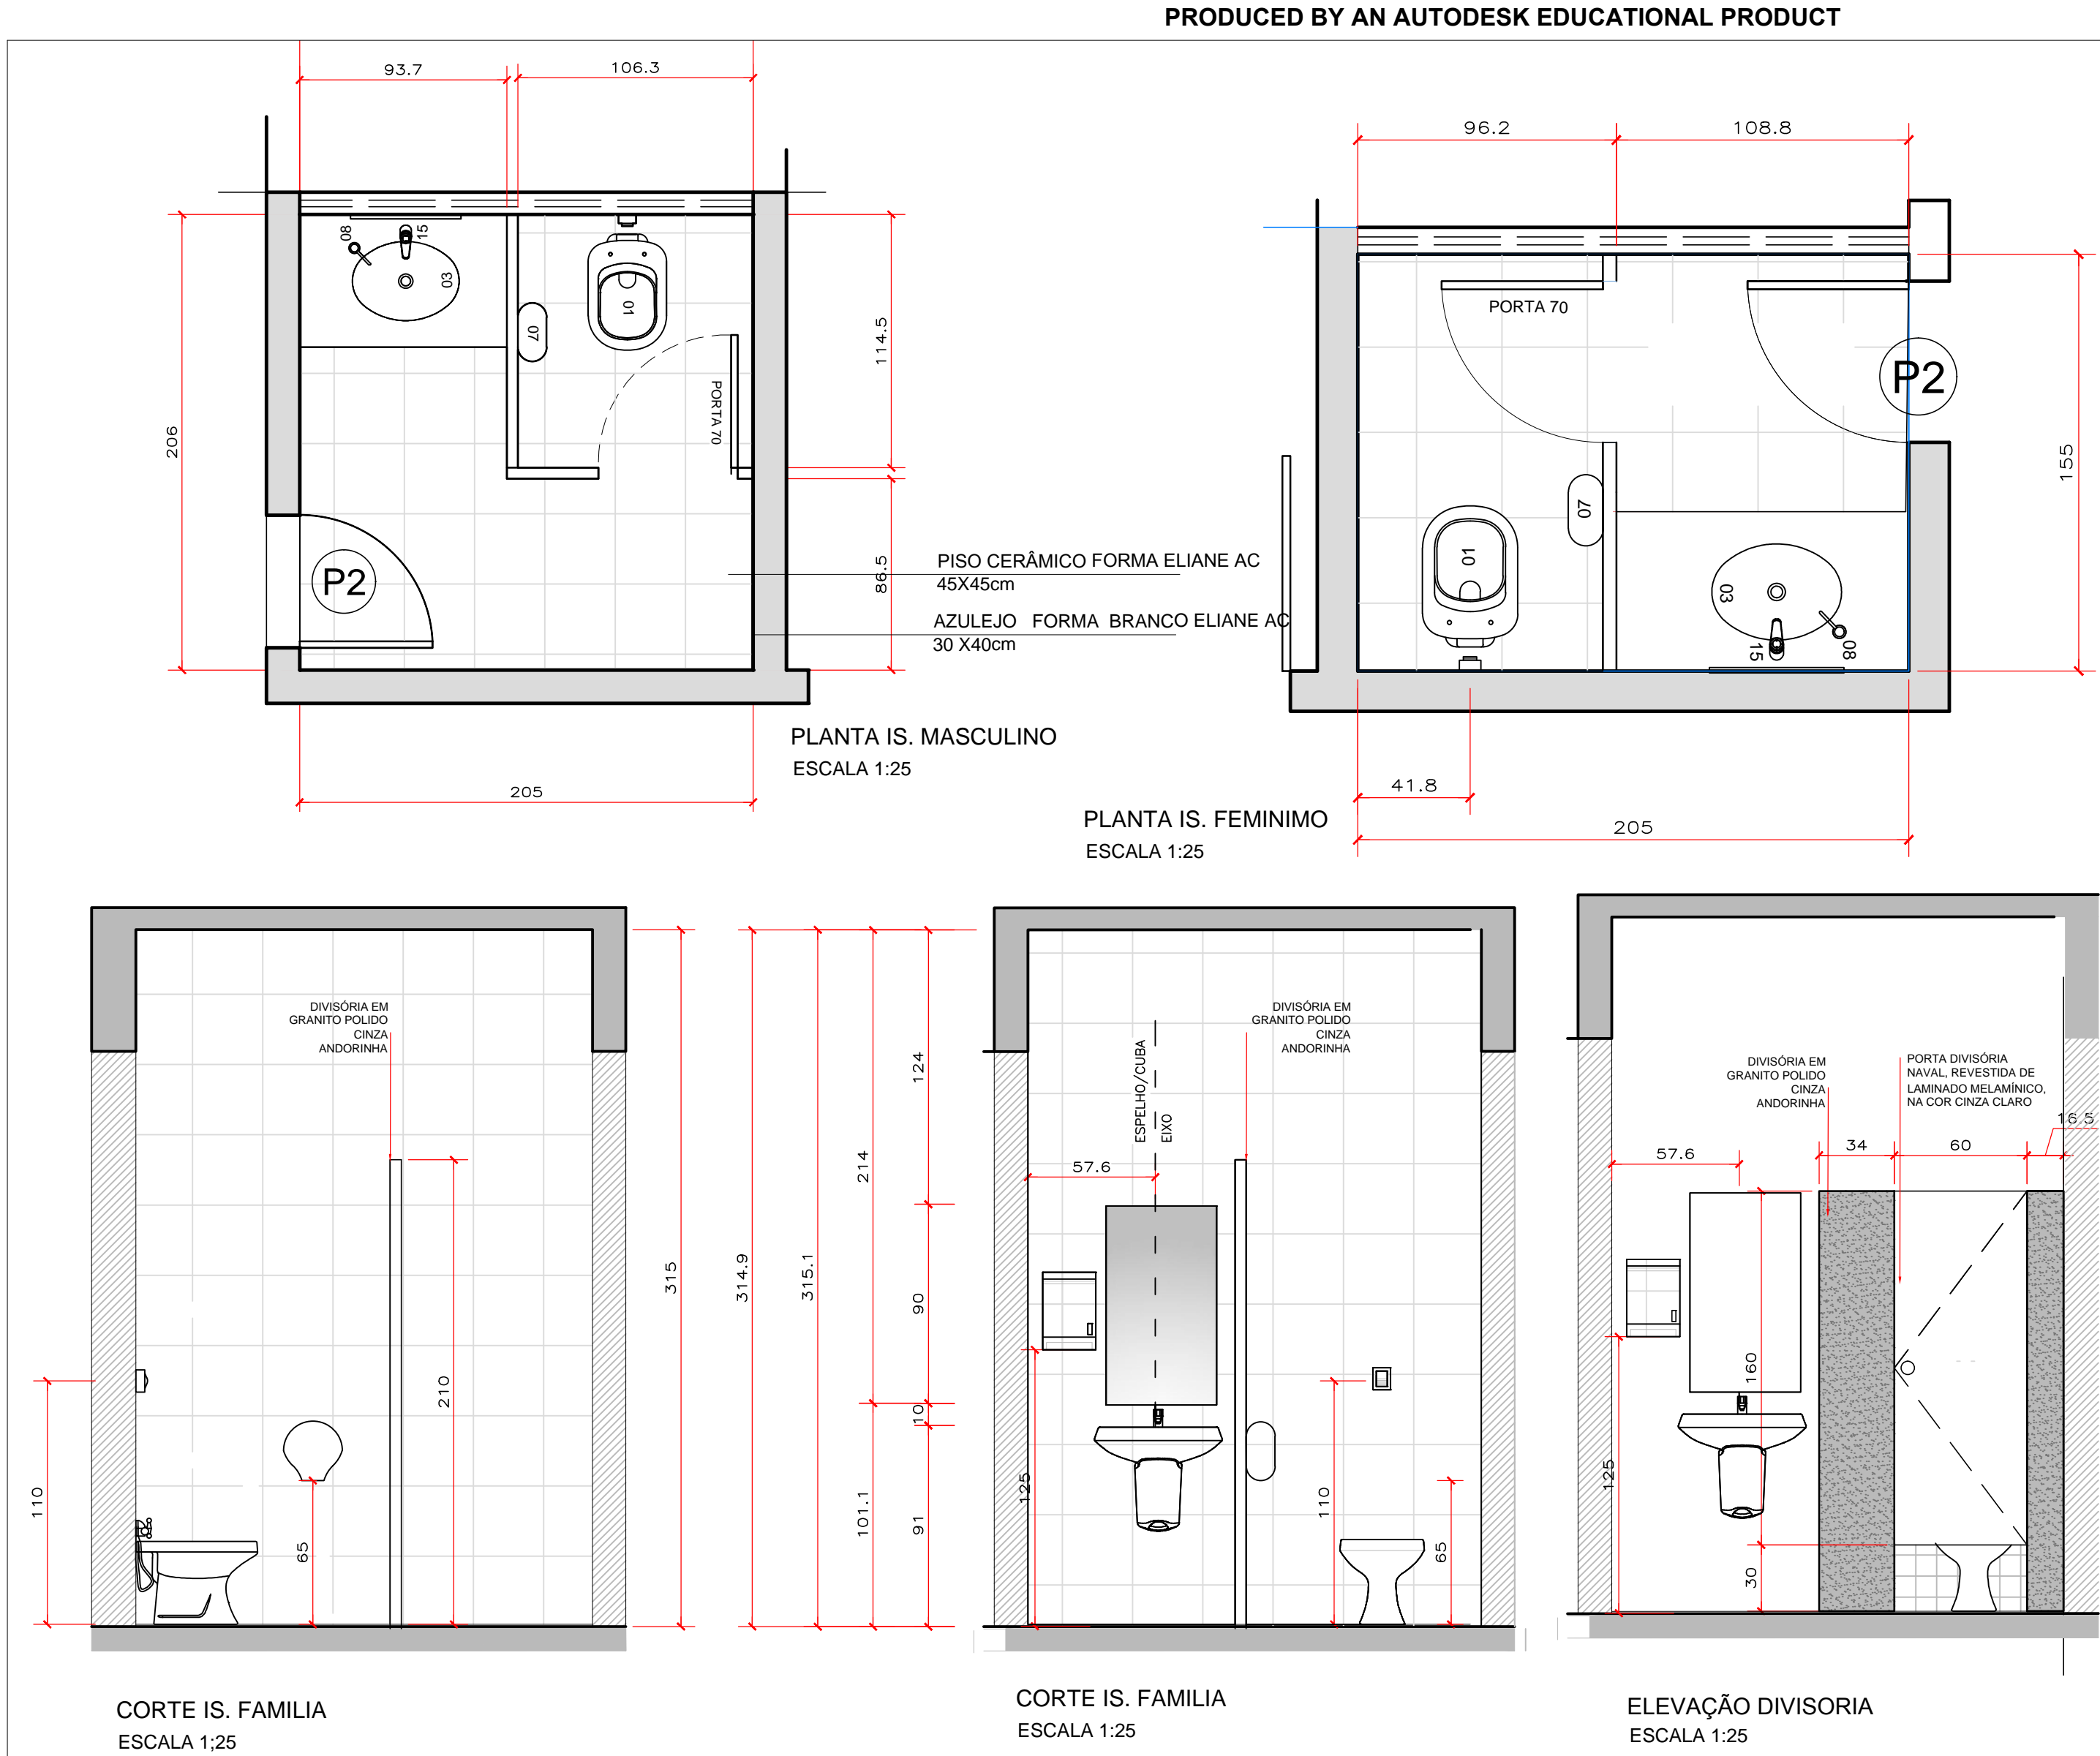 PRODUCED BY AN AUTODESK EDUCATIONAL PRODUCT
93.7
106.3
206
08
15
03
01
07
PORTA 70
P2
114.5
86.5
PISO CERÂMICO FORMA ELIANE AC
45X45cm
AZULEJO FORMA BRANCO ELIANE AC
30 X40cm
PLANTA IS. MASCULINO
ESCALA 1:25
205
96.2
108.8
PORTA 70
P2
155
07
01
03
15
08
41.8
205
PLANTA IS. FEMINIMO
ESCALA 1:25
DIVISÓRIA EM
GRANITO POLIDO
CINZA
ANDORINHA
110
65
210
315
CORTE IS. FAMILIA
ESCALA 1;25
314.9
315.1
214
101.1
124
90
10
91
DIVISÓRIA EM
GRANITO POLIDO
CINZA
ANDORINHA
ESPELHO/CUBA
EIXO
57.6
125
110
65
CORTE IS. FAMILIA
ESCALA 1:25
DIVISÓRIA EM
GRANITO POLIDO
CINZA
ANDORINHA
PORTA DIVISÓRIA
NAVAL, REVESTIDA DE
LAMINADO MELAMÍNICO,
NA COR CINZA CLARO
57.6
34
60
16.5
160
125
30
ELEVAÇÃO DIVISORIA
ESCALA 1:25